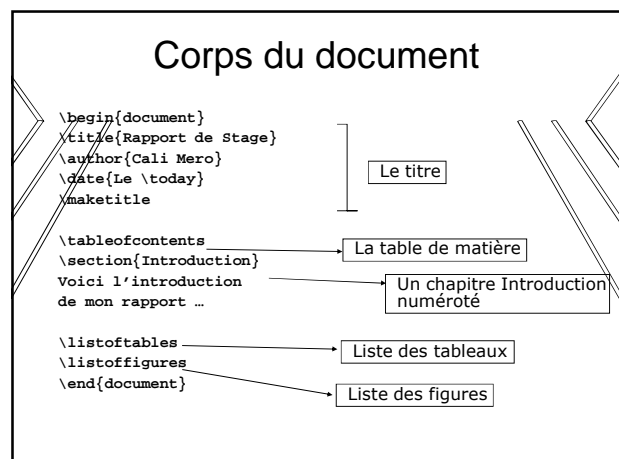 Corps du document
\begin{document}
\title{Rapport de Stage}
\author{Cali Mero}
\date{Le \today}
\maketitle
Le titre
\tableofcontents
La table de matière
\section{Introduction}
Voici l’introduction
de mon rapport …
Un chapitre Introduction
numéroté
\listoftables
Liste des tableaux
\listoffigures
\end{document}
Liste des figures